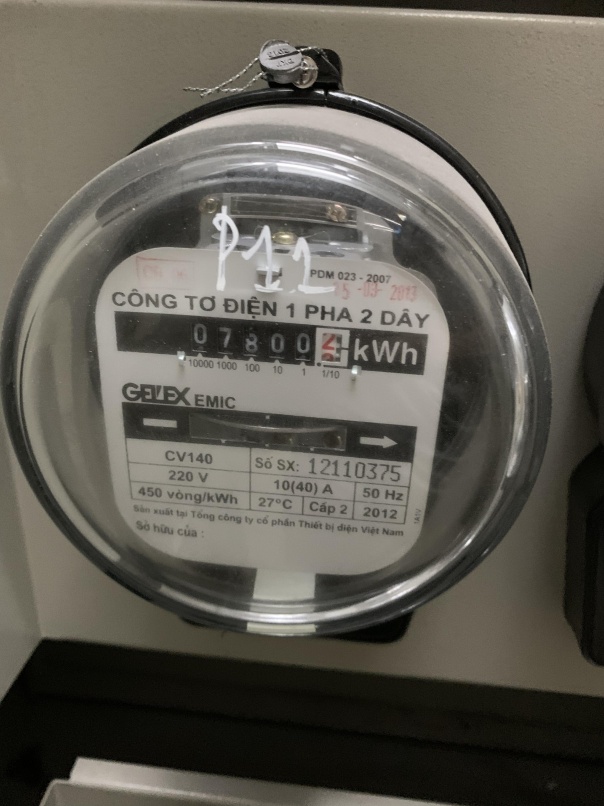 P11
PDM 023 - 2007
15 -03- 2013
CÔNG TƠ ĐIỆN 1 PHA 2 DÂY
07800 4 kWh
10000 1000 100 10 1 1/10
GELEX EMIC
CV140
Số SX: 12110375
220 V
10(40) A
50 Hz
450 vòng/kWh
27°C
Cấp 2
2012
Sản xuất tại Tổng công ty cổ phần Thiết bị điện Việt Nam
Sở hữu của :